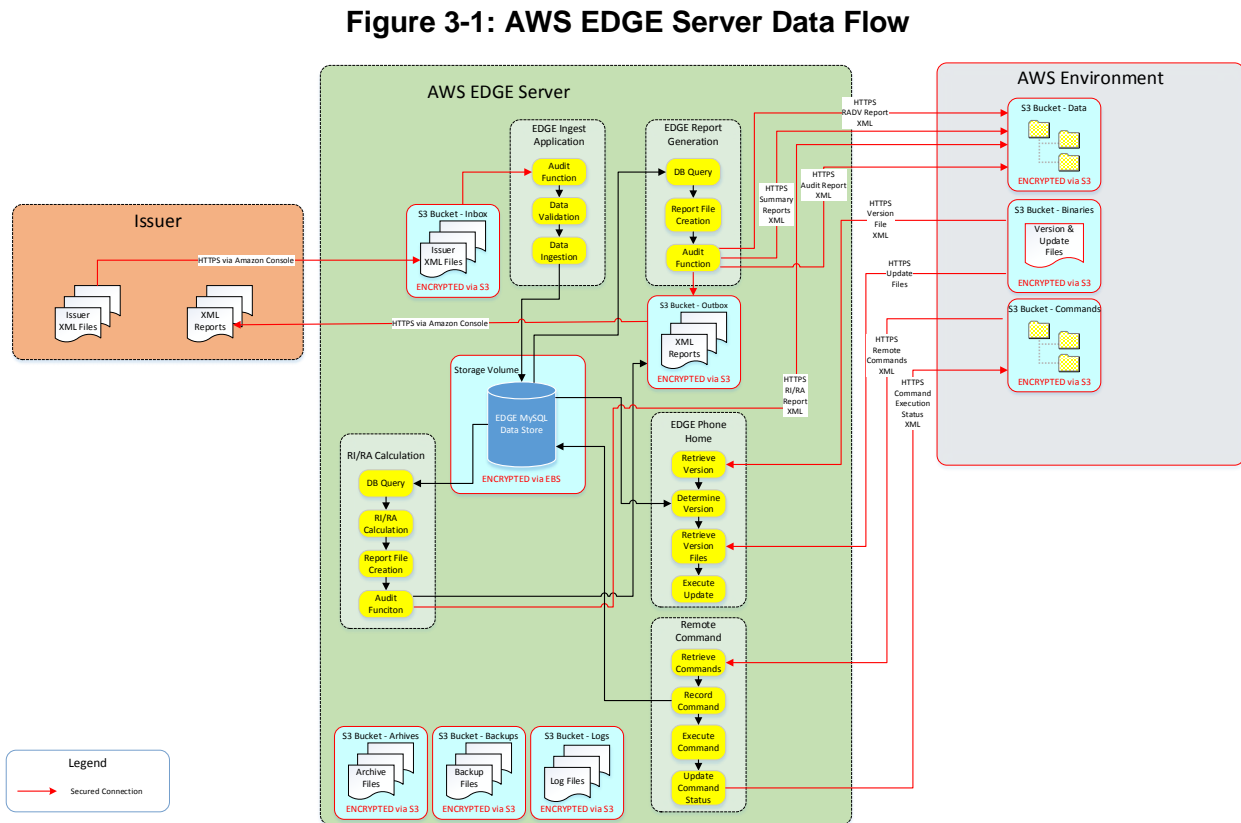 Figure 3-1: AWS EDGE Server Data Flow
Issuer
Issuer
XML Files
XML
Reports
HTTPS via Amazon Console
HTTPS via Amazon Console
AWS EDGE Server
S3 Bucket - Inbox
Issuer
XML Files
ENCRYPTED via S3
EDGE Ingest
Application
Audit
Function
Data
Validation
Data
Ingestion
EDGE Report
Generation
DB Query
Report File
Creation
Audit
Function
S3 Bucket - Outbox
XML
Reports
ENCRYPTED via S3
Storage Volume
EDGE MySQL
Data Store
ENCRYPTED via EBS
RI/RA Calculation
DB Query
RI/RA
Calculation
Report File
Creation
Audit
Funciton
EDGE Phone
Home
Retrieve
Version
Determine
Version
Retrieve
Version
Files
Execute
Update
Remote
Command
Retrieve
Commands
Record
Command
Execute
Command
Update
Command
Status
S3 Bucket - Arhives
Archive
Files
ENCRYPTED via S3
S3 Bucket - Backups
Backup
Files
ENCRYPTED via S3
S3 Bucket - Logs
Log Files
ENCRYPTED via S3
HTTPS
RADV Report
XML
HTTPS
Summary
Reports
XML
HTTPS
Audit Report
XML
HTTPS
RI/RA
Report
XML
HTTPS
Version
File
XML
HTTPS
Update
Files
HTTPS
Remote
Commands
XML
HTTPS
Command
Execution
Status
XML
AWS Environment
S3 Bucket - Data
ENCRYPTED via S3
S3 Bucket - Binaries
Version &
Update
Files
ENCRYPTED via S3
S3 Bucket - Commands
ENCRYPTED via S3
Legend
Secured Connection